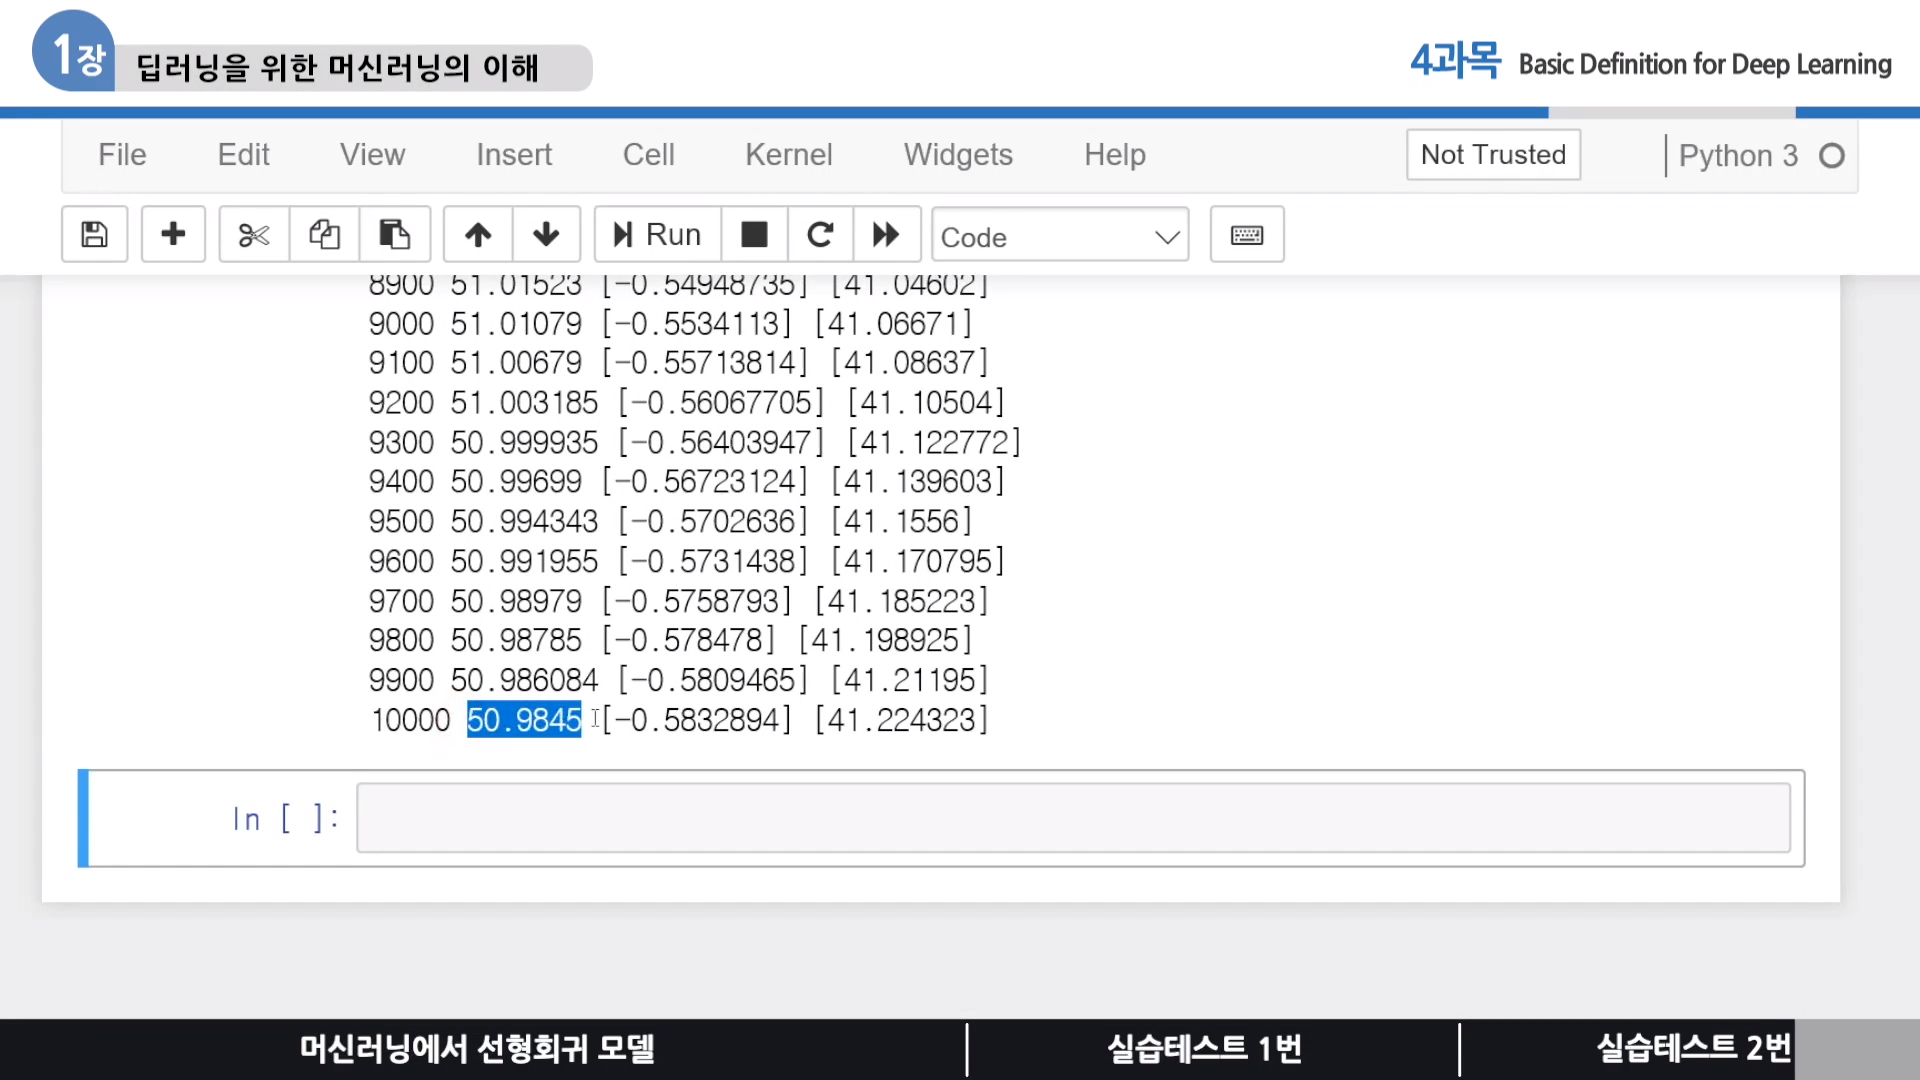 1장 딥러닝을 위한 머신러닝의 이해
4과목 Basic Definition for Deep Learning
File Edit View Insert Cell Kernel Widgets Help Not Trusted Python 3
Run Code
8900 51.01523 [-0.54948735] [41.04602]
9000 51.01079 [-0.5534113] [41.06671]
9100 51.00679 [-0.55713814] [41.08637]
9200 51.003185 [-0.56067705] [41.10504]
9300 50.999935 [-0.56403947] [41.122772]
9400 50.99699 [-0.56723124] [41.139603]
9500 50.994343 [-0.5702636] [41.1556]
9600 50.991955 [-0.5731438] [41.170795]
9700 50.98979 [-0.5758793] [41.185223]
9800 50.98785 [-0.578478] [41.198925]
9900 50.986084 [-0.5809465] [41.21195]
10000 50.9845 [-0.5832894] [41.224323]
In [ ]:
머신러닝에서 선형회귀 모델 실습테스트 1번 실습테스트 2번